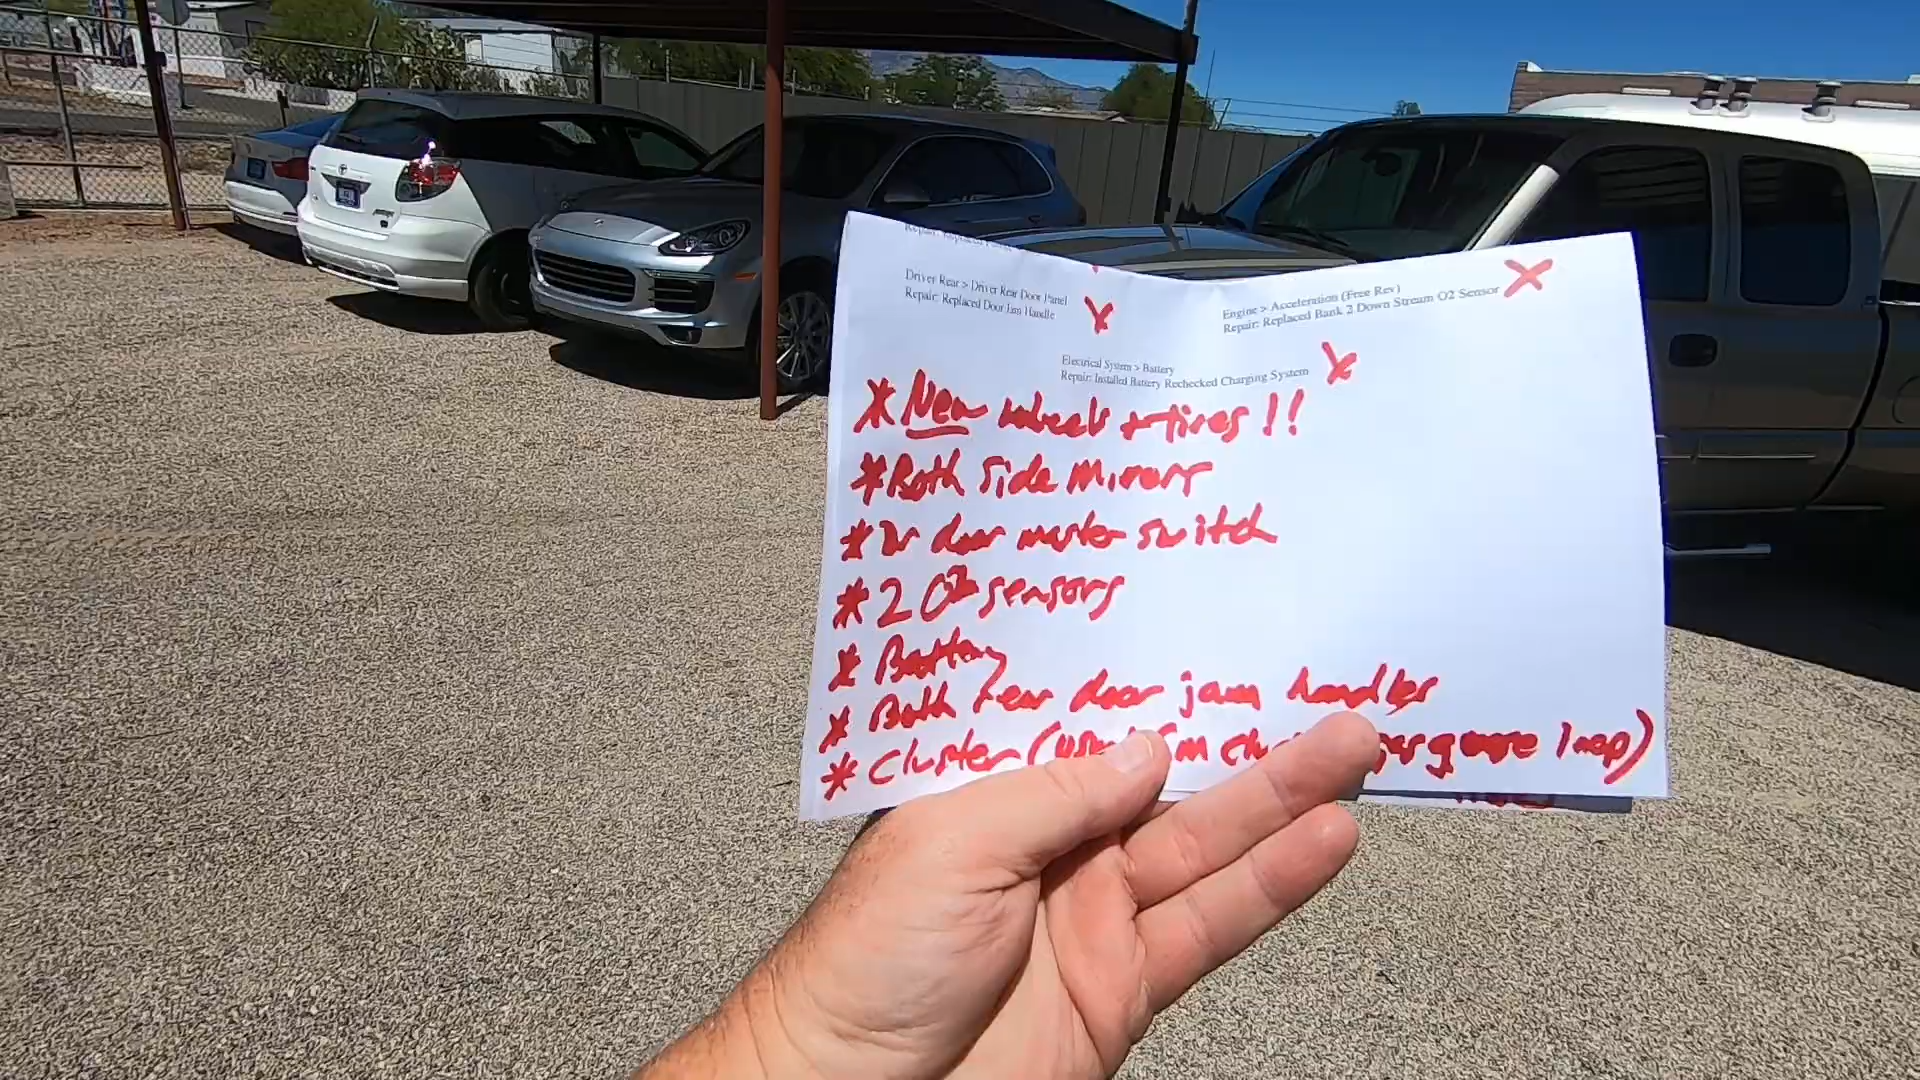 Repair: Replaced
Driver Rear > Driver Rear Door Panel
Repair: Replaced Door Jam Handle
Engine > Acceleration (Free Rev)
Repair: Replaced Bank 2 Down Stream O2 Sensor
Electrical System > Battery
Repair: Installed Battery Rechecked Charging System
* New wheels + tires !!
* Both side mirrors
* door master switch
* 2 O2 sensors
* Battery
* Both rear door jam handles
* Cluster (